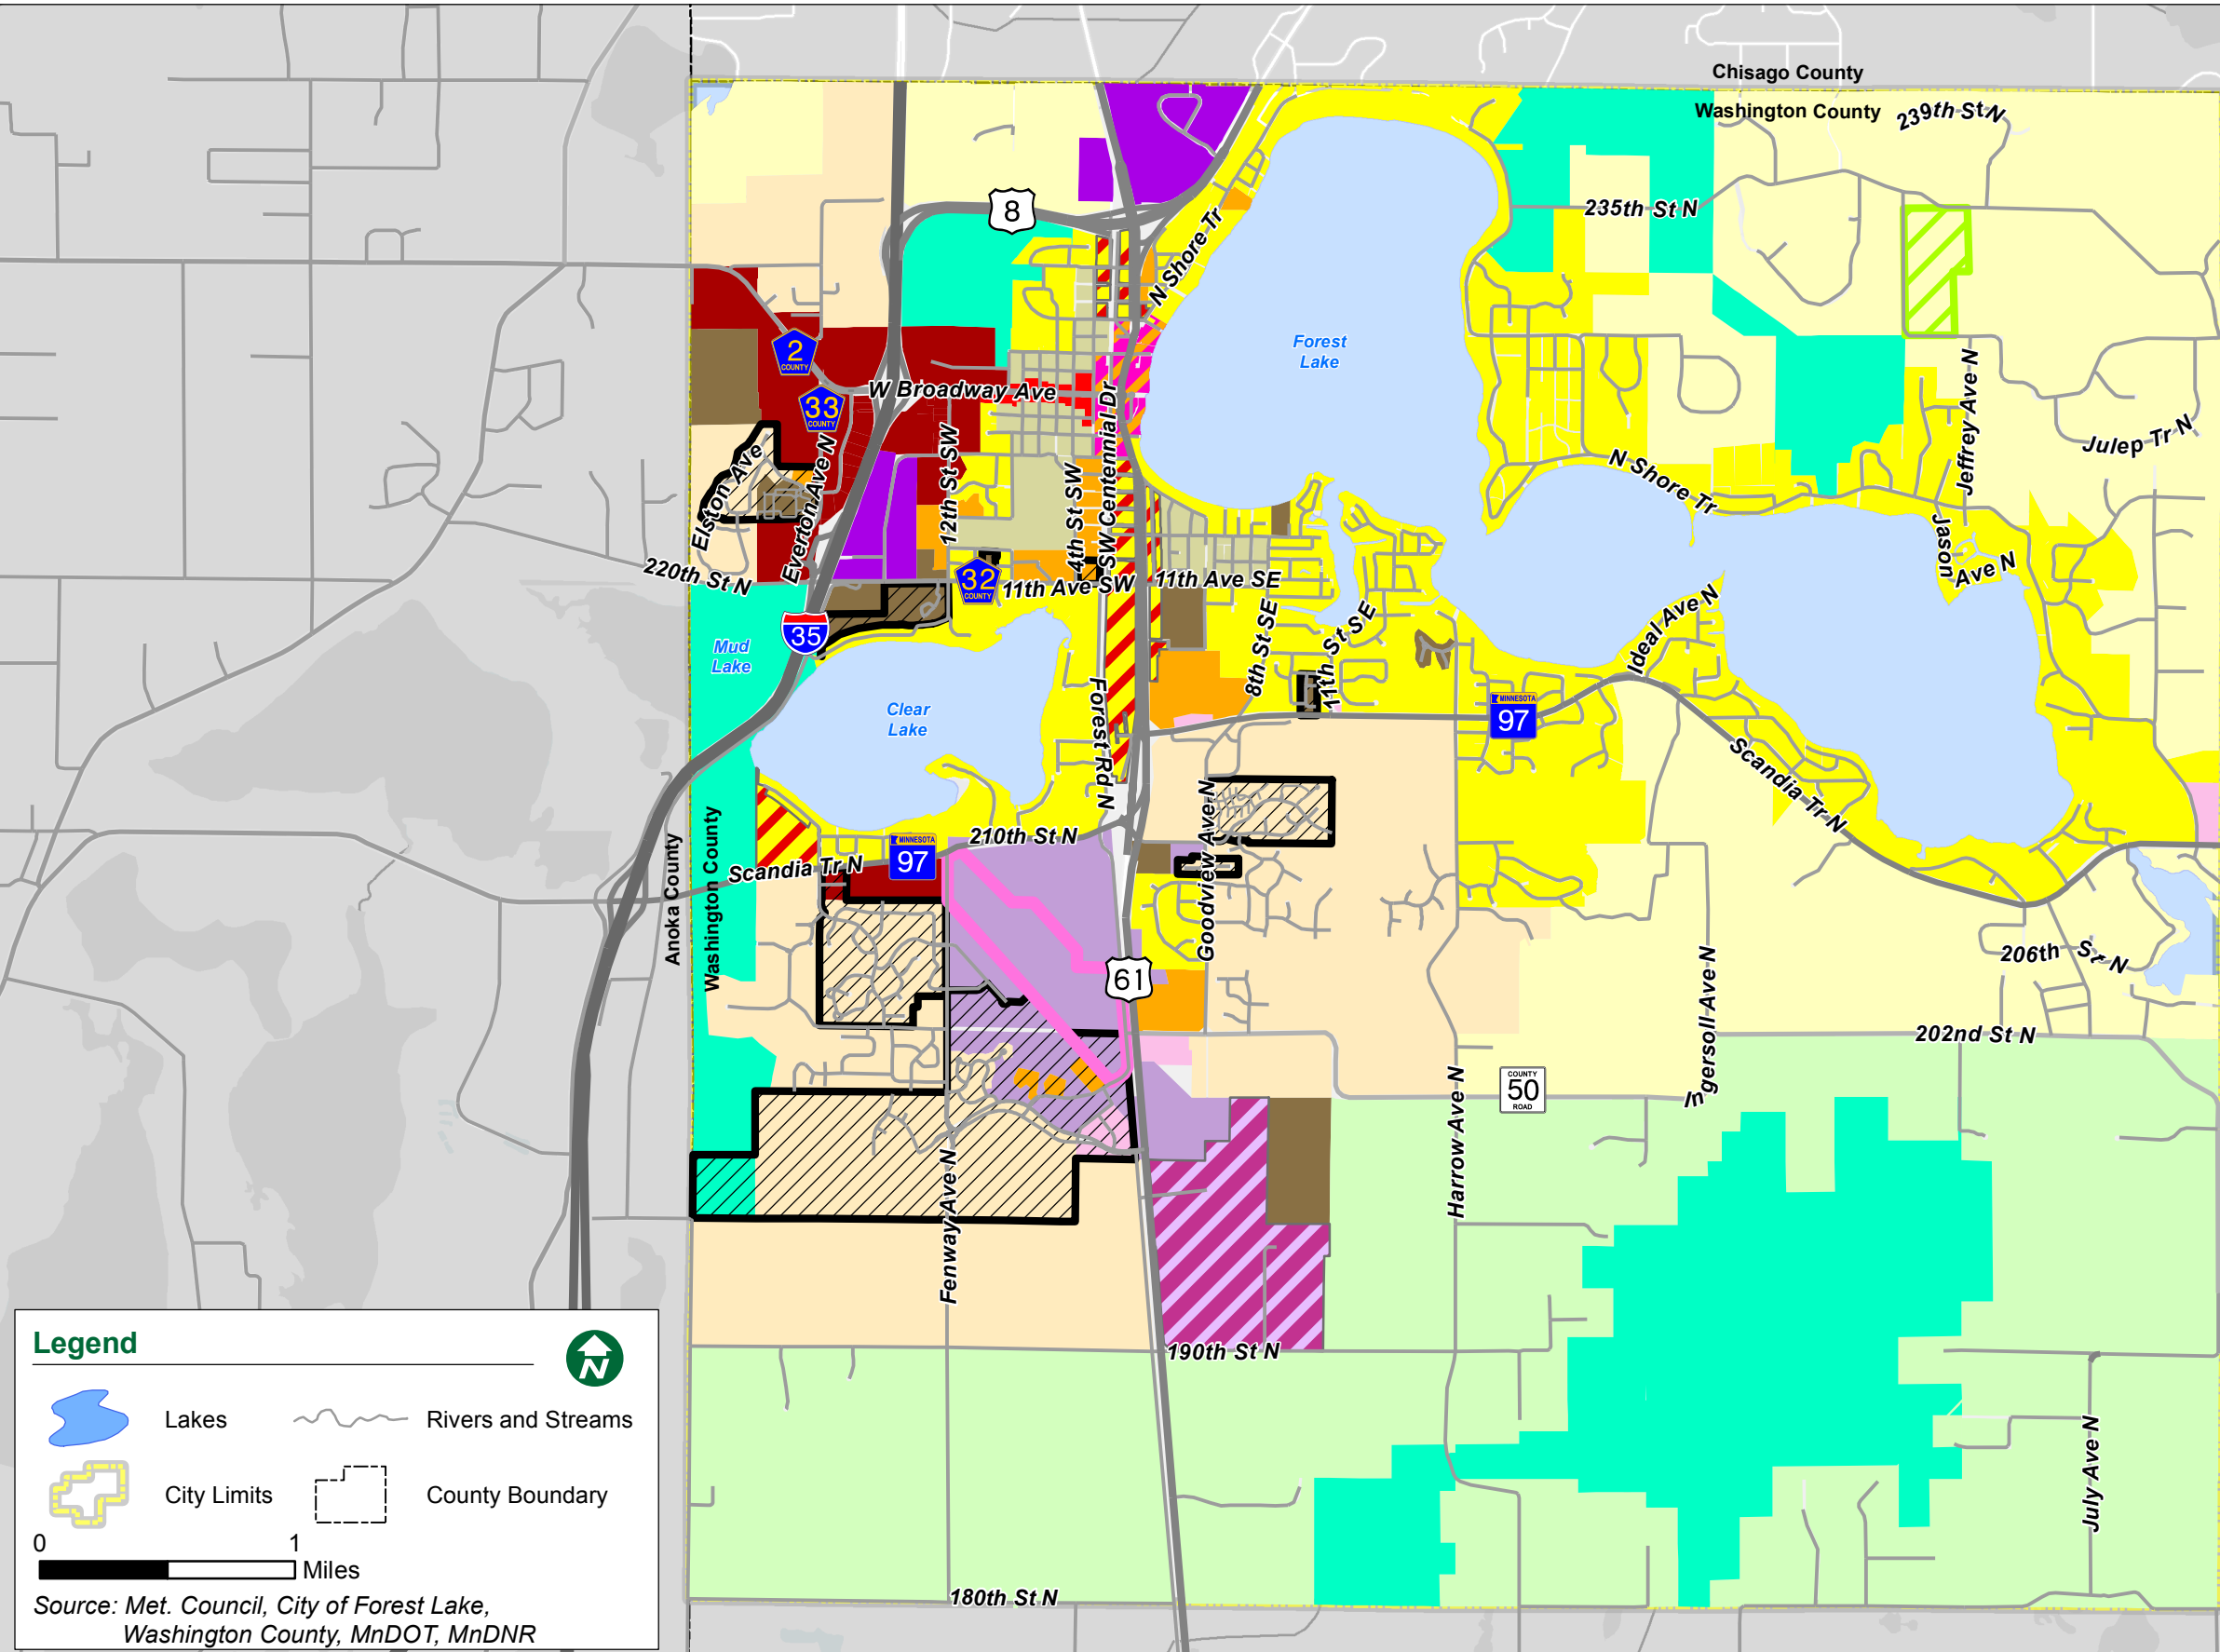 Chisago County
Washington County
239th St N
8
235th St N
N Shore Tr
Forest
Lake
2
COUNTY
33
COUNTY
W Broadway Ave
Jeffrey Ave N
Julep Tr N
Elston Ave
Everton Ave N
12th St SW
4th St SW
SW Centennial Dr
N Shore Tr
Jason
Ave N
220th St N
32
COUNTY
11th Ave SW
11th Ave SE
35
Mud
Lake
8th St SE
11th St SE
Ideal Ave N
Clear
Lake
Forest Rd N
MINNESOTA
97
Scandia Tr N
Anoka County
Washington County
210th St N
MINNESOTA
97
Scandia Tr N
Goodview Ave N
61
206th St N
Ingersoll Ave N
202nd St N
COUNTY
50
ROAD
Harrow Ave N
Fenway Ave N
190th St N
July Ave N
180th St N
Legend
N
Lakes
Rivers and Streams
City Limits
County Boundary
0 1
Miles
Source: Met. Council, City of Forest Lake,
Washington County, MnDOT, MnDNR